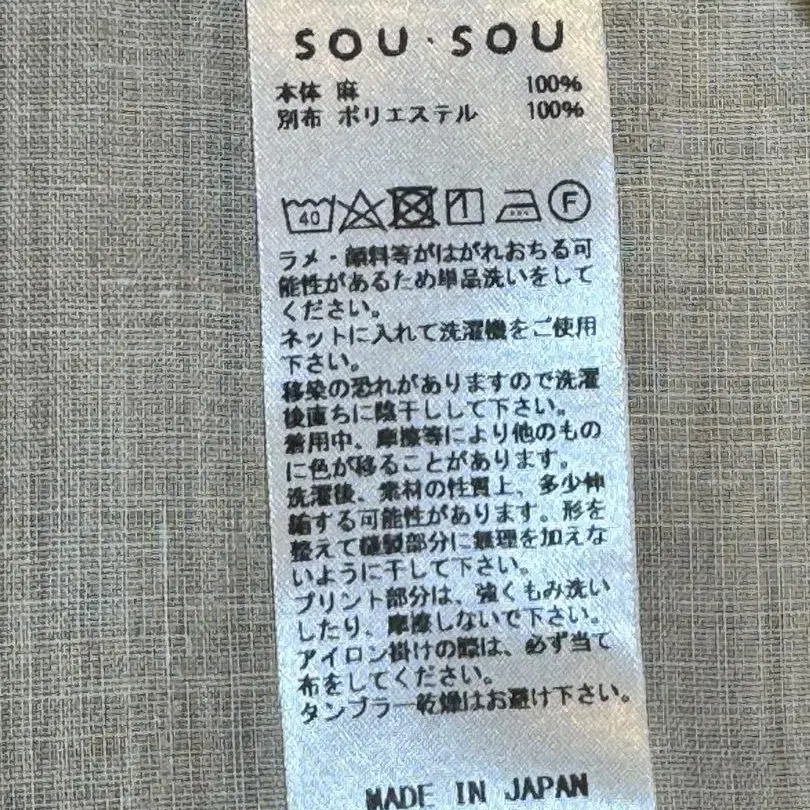 SOU・SOU
本体 麻 100%
別布 ポリエステル 100%
40 F
ラメ・顔料等がはがれおちる可
能性があるため単品洗いをして
ください。
ネットに入れて洗濯機をご使用
下さい。
移染の恐れがありますので洗濯
後直ちに陰干しして下さい。
着用中、摩擦等により他のもの
に色が移ることがあります。
洗濯後、素材の性質上、多少伸
縮する可能性があります。形を
整えて縫製部分に無理を加えな
いように干して下さい。
プリント部分は、強くもみ洗い
したり、摩擦しないで下さい。
アイロン掛けの際は、必ず当て
布をしてください。
タンブラー乾燥はお避け下さい。
MADE IN JAPAN